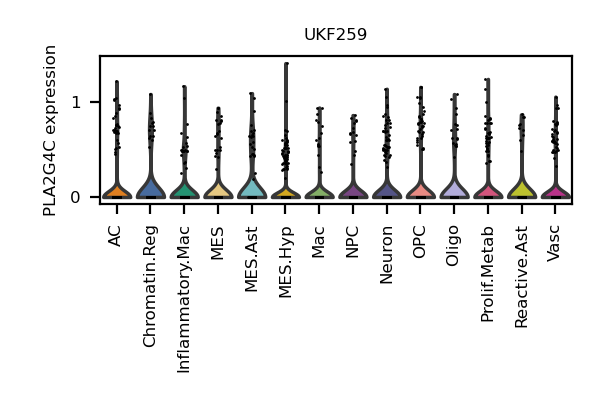 UKF259
PLA2G4C expression
1
0
AC
Chromatin.Reg
Inflammatory.Mac
MES
MES.Ast
MES.Hyp
Mac
NPC
Neuron
OPC
Oligo
Prolif.Metab
Reactive.Ast
Vasc